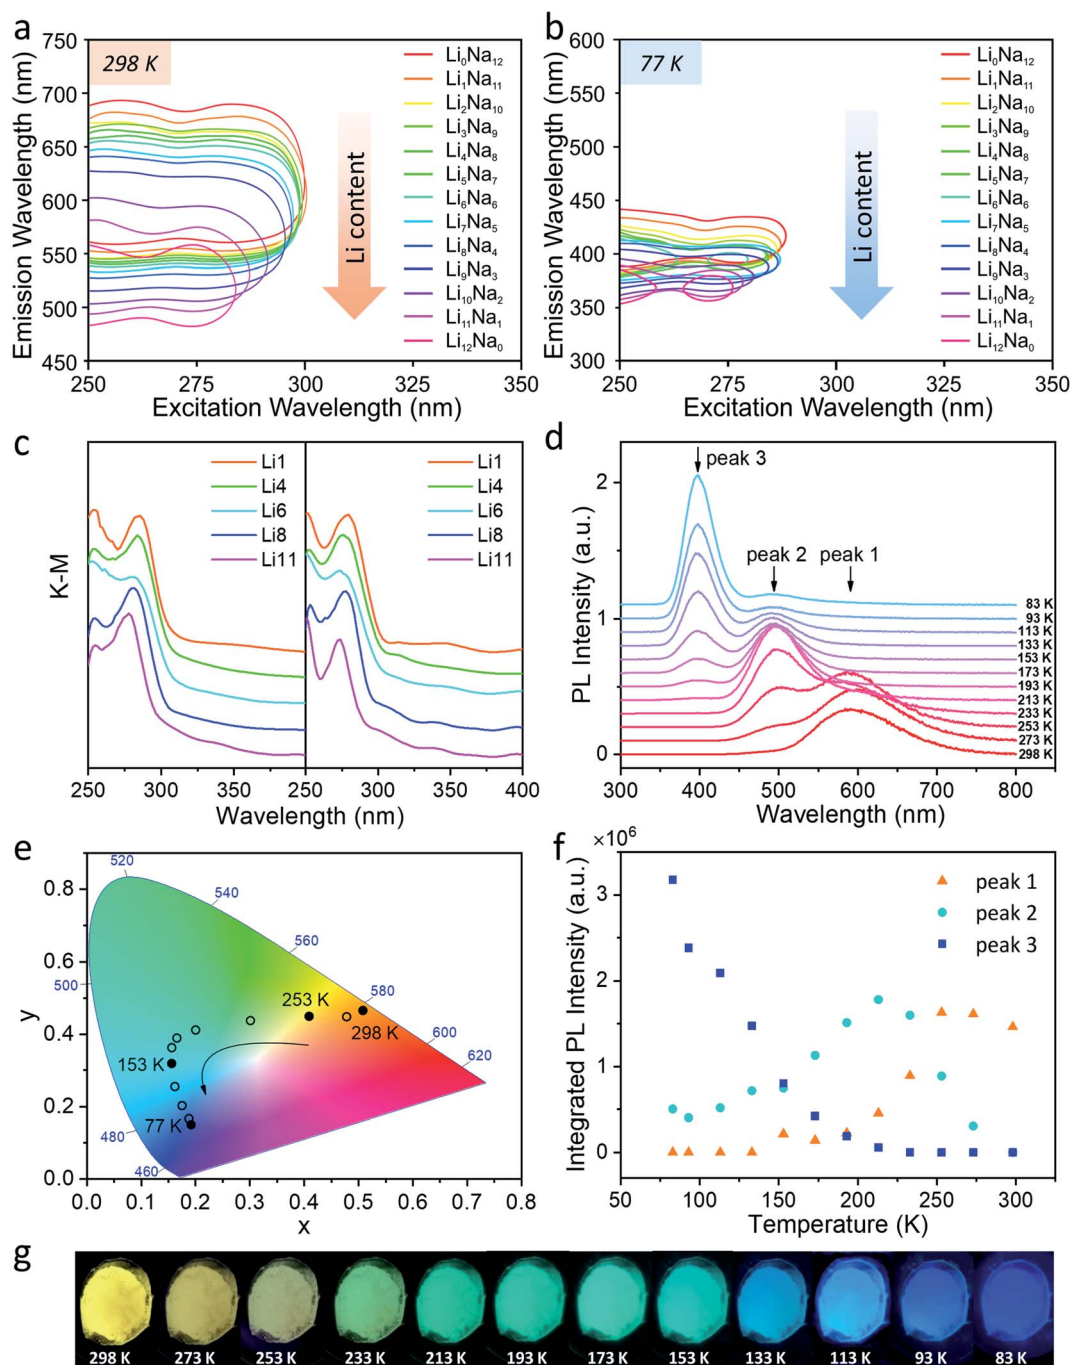 a
298 K
750
700
650
600
550
500
450
250 275 300 325 350
Emission Wavelength (nm)
Excitation Wavelength (nm)
Li₀Na₁₂
Li₁Na₁₁
Li₂Na₁₀
Li₃Na₉
Li₄Na₈
Li₅Na₇
Li₆Na₆
Li₇Na₅
Li₈Na₄
Li₉Na₃
Li₁₀Na₂
Li₁₁Na₁
Li₁₂Na₀
Li content
b
77 K
600
550
500
450
400
350
300
250 275 300 325 350
Emission Wavelength (nm)
Excitation Wavelength (nm)
Li₀Na₁₂
Li₁Na₁₁
Li₂Na₁₀
Li₃Na₉
Li₄Na₈
Li₅Na₇
Li₆Na₆
Li₇Na₅
Li₈Na₄
Li₉Na₃
Li₁₀Na₂
Li₁₁Na₁
Li₁₂Na₀
Li content
c
K-M
Li1
Li4
Li6
Li8
Li11
Li1
Li4
Li6
Li8
Li11
250 300 350 250 300 350 400
Wavelength (nm)
d
PL Intensity (a.u.)
2
1
0
peak 3
peak 2
peak 1
83 K
93 K
113 K
133 K
153 K
173 K
193 K
213 K
233 K
253 K
273 K
298 K
300 400 500 600 700 800
Wavelength (nm)
e
y
0.8
0.6
0.4
0.2
0.0
0.0 0.1 0.2 0.3 0.4 0.5 0.6 0.7 0.8
x
520
540
560
580
600
620
500
480
460
253 K
298 K
153 K
77 K
f
×10⁶
Integrated PL Intensity (a.u.)
3
2
1
0
peak 1
peak 2
peak 3
50 100 150 200 250 300
Temperature (K)
g
298 K 273 K 253 K 233 K 213 K 193 K 173 K 153 K 133 K 113 K 93 K 83 K